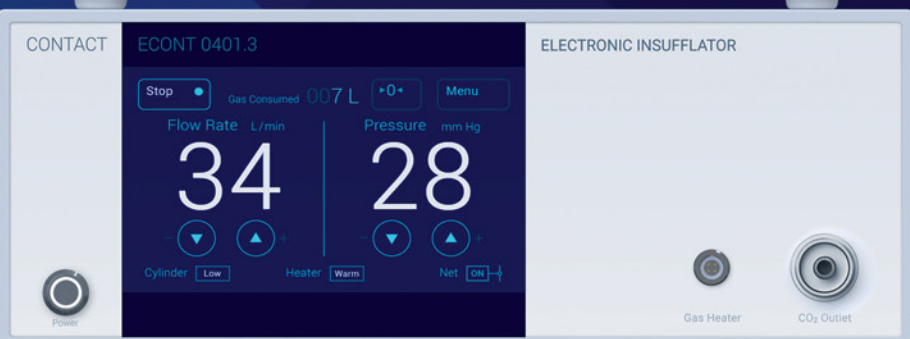 CONTACT
ECONT 0401.3
ELECTRONIC INSUFFLATOR
Stop
Gas Consumed 007 L
►0◄
Menu
Flow Rate L/min
Pressure mm Hg
34
28
- ▼ ▲ +
- ▼ ▲ +
Cylinder Low
Heater Warm
Net ON
Power
Gas Heater
CO₂ Outlet